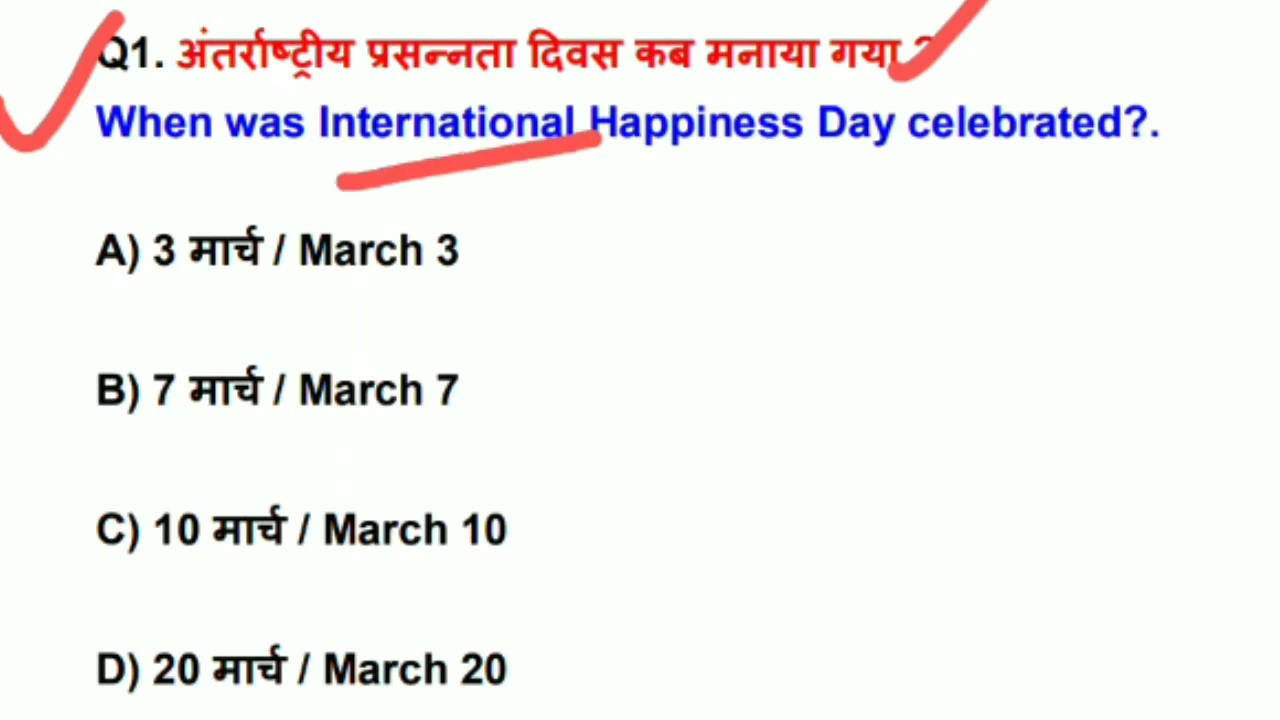 Q1. अंतर्राष्ट्रीय प्रसन्नता दिवस कब मनाया गया ?
When was International Happiness Day celebrated?.
A) 3 मार्च / March 3
B) 7 मार्च / March 7
C) 10 मार्च / March 10
D) 20 मार्च / March 20